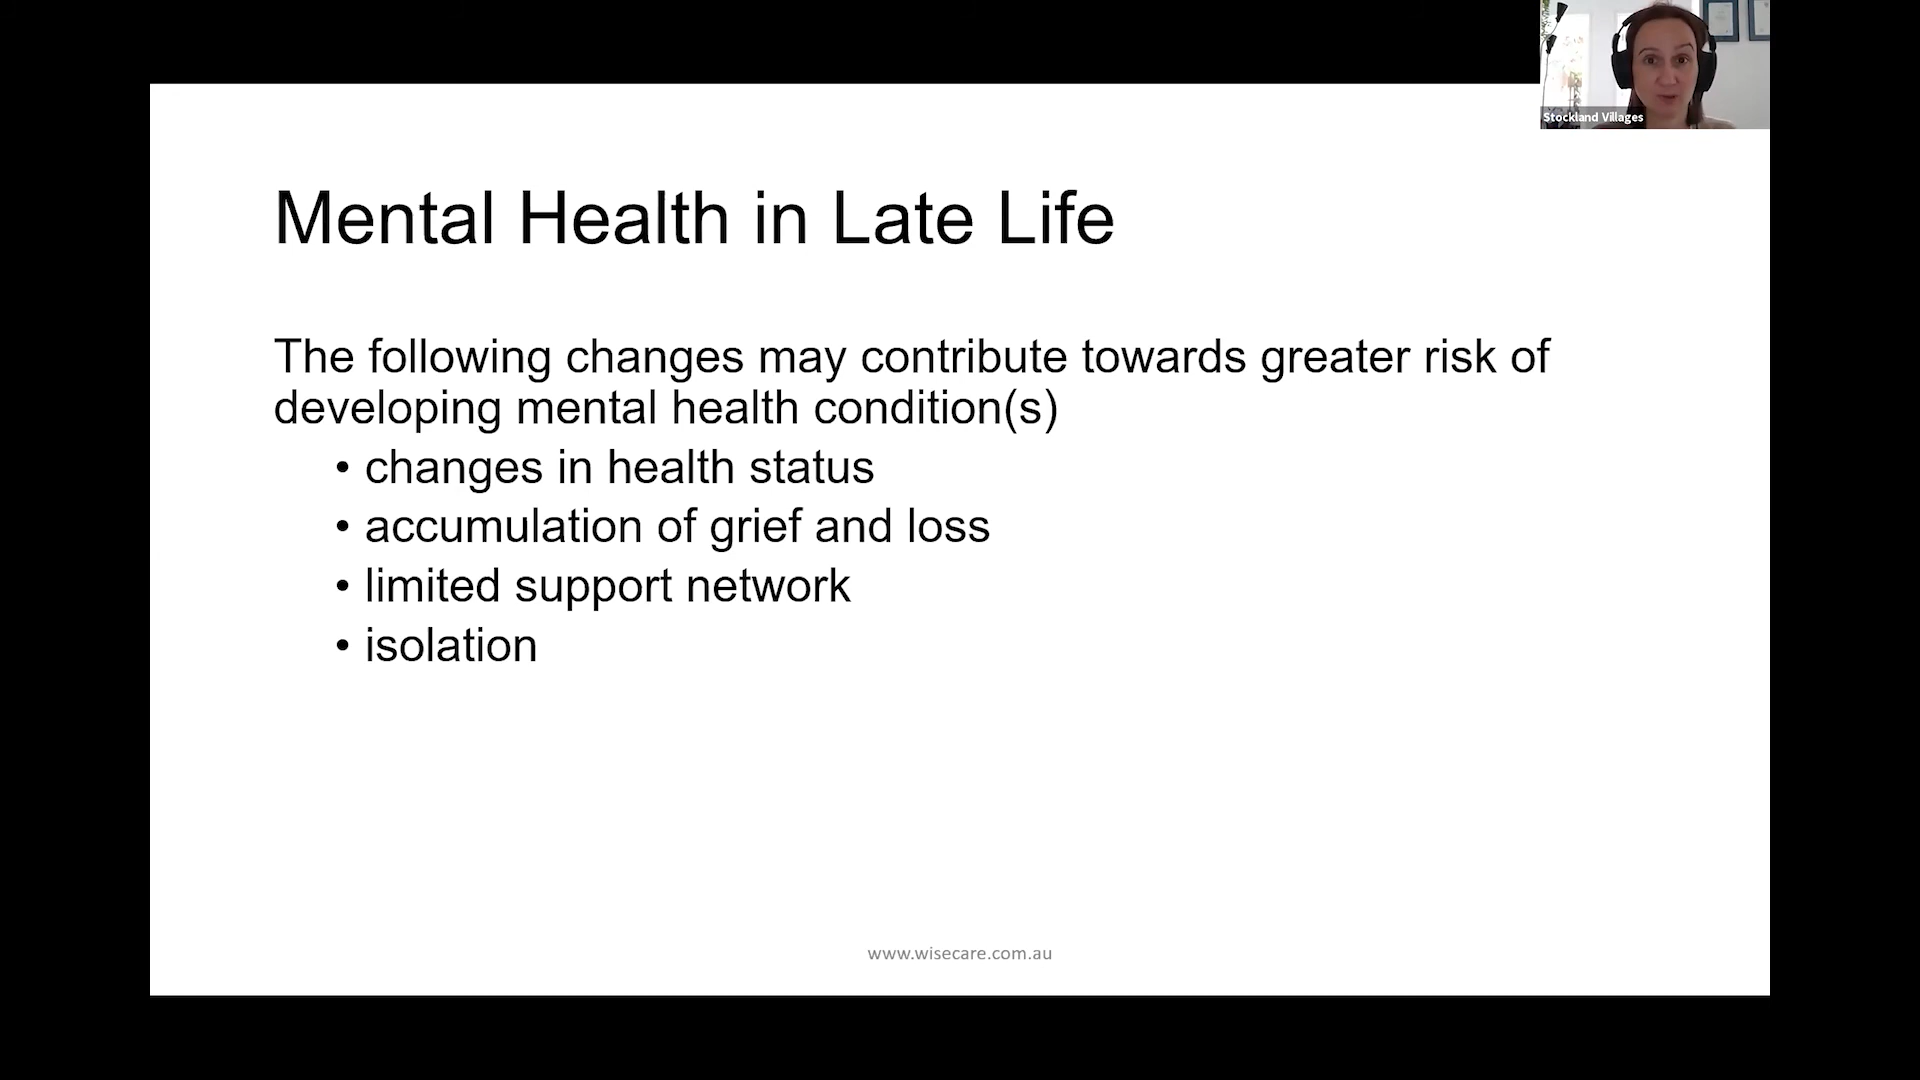 Stockland Villages
Mental Health in Late Life
The following changes may contribute towards greater risk of
developing mental health condition(s)
• changes in health status
• accumulation of grief and loss
• limited support network
• isolation
www.wisecare.com.au